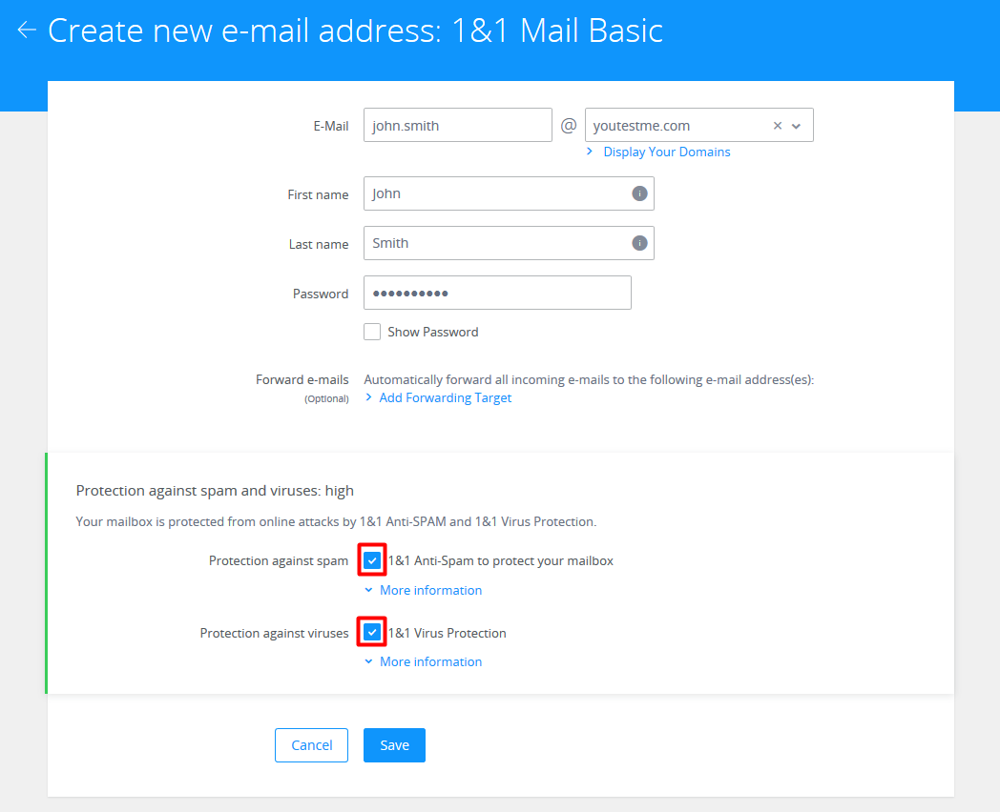 Create new e-mail address: 1&1 Mail Basic
E-Mail john.smith @ youtestme.com
Display Your Domains
First name John
Last name Smith
Password ••••••••••
Show Password
Forward e-mails Automatically forward all incoming e-mails to the following e-mail address(es):
(Optional) Add Forwarding Target
Protection against spam and viruses: high
Your mailbox is protected from online attacks by 1&1 Anti-SPAM and 1&1 Virus Protection.
Protection against spam 1&1 Anti-Spam to protect your mailbox
More information
Protection against viruses 1&1 Virus Protection
More information
Cancel Save